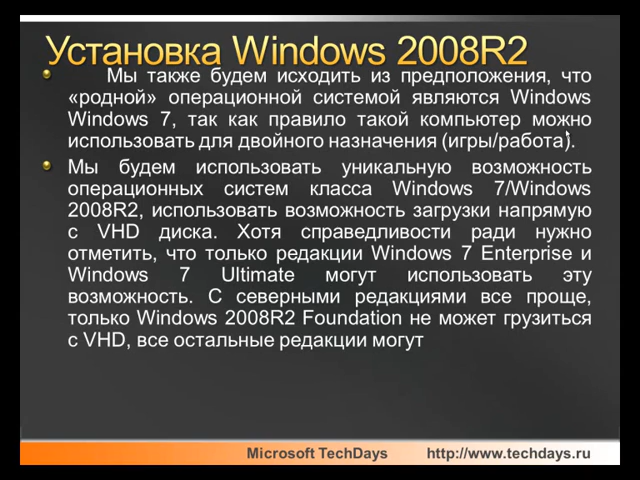 Установка Windows 2008R2
Мы также будем исходить из предположения, что
«родной» операционной системой являются Windows
Windows 7, так как правило такой компьютер можно
использовать для двойного назначения (игры/работа).
Мы будем использовать уникальную возможность
операционных систем класса Windows 7/Windows
2008R2, использовать возможность загрузки напрямую
с VHD диска. Хотя справедливости ради нужно
отметить, что только редакции Windows 7 Enterprise и
Windows 7 Ultimate могут использовать эту
возможность. С северными редакциями все проще,
только Windows 2008R2 Foundation не может грузиться
с VHD, все остальные редакции могут
Microsoft TechDays http://www.techdays.ru